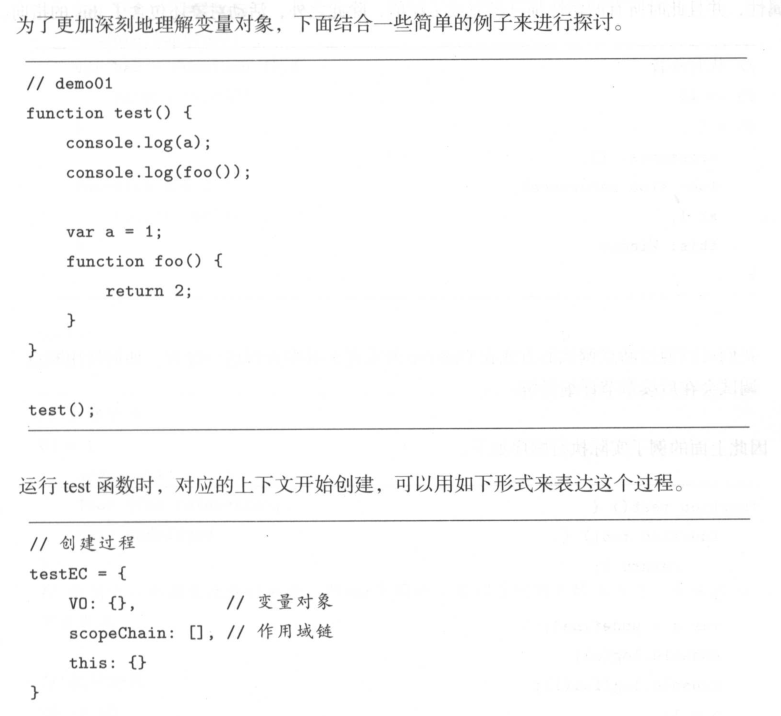 为了更加深刻地理解变量对象，下面结合一些简单的例子来进行探讨。
// demo01
function test() {
    console.log(a);
    console.log(foo());

    var a = 1;
    function foo() {
        return 2;
    }
}

test();
运行 test 函数时，对应的上下文开始创建，可以用如下形式来表达这个过程。
// 创建过程
testEC = {
    VO: {},         // 变量对象
    scopeChain: [], // 作用域链
    this: {}
}